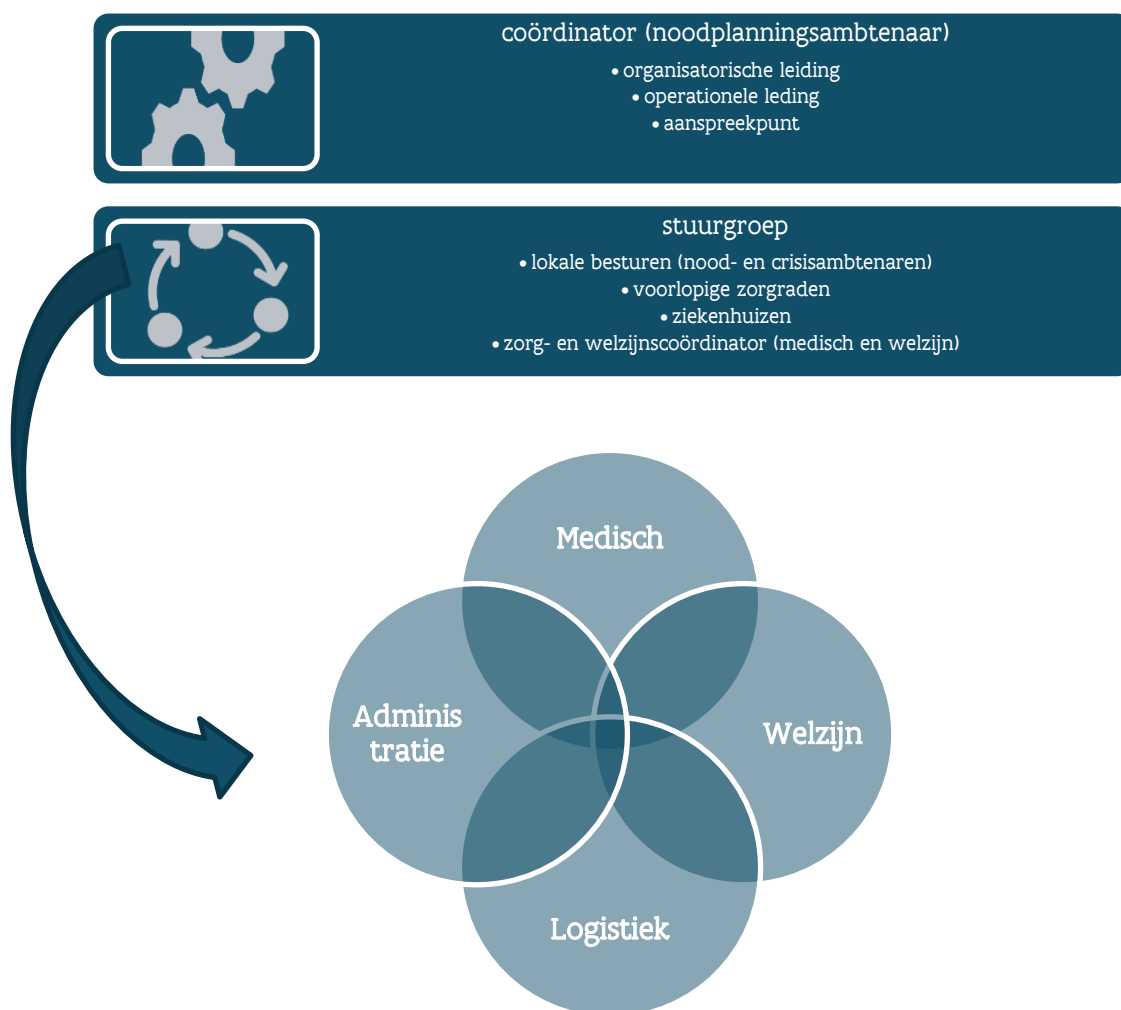 coördinator (noodplanningsambtenaar)
• organisatorische leiding
• operationele leding
• aanspreekpunt
stuurgroep
• lokale besturen (nood- en crisisambtenaren)
• voorlopige zorgraden
• ziekenhuizen
• zorg- en welzijnscoördinator (medisch en welzijn)
Medisch
Adminis
tratie
Welzijn
Logistiek